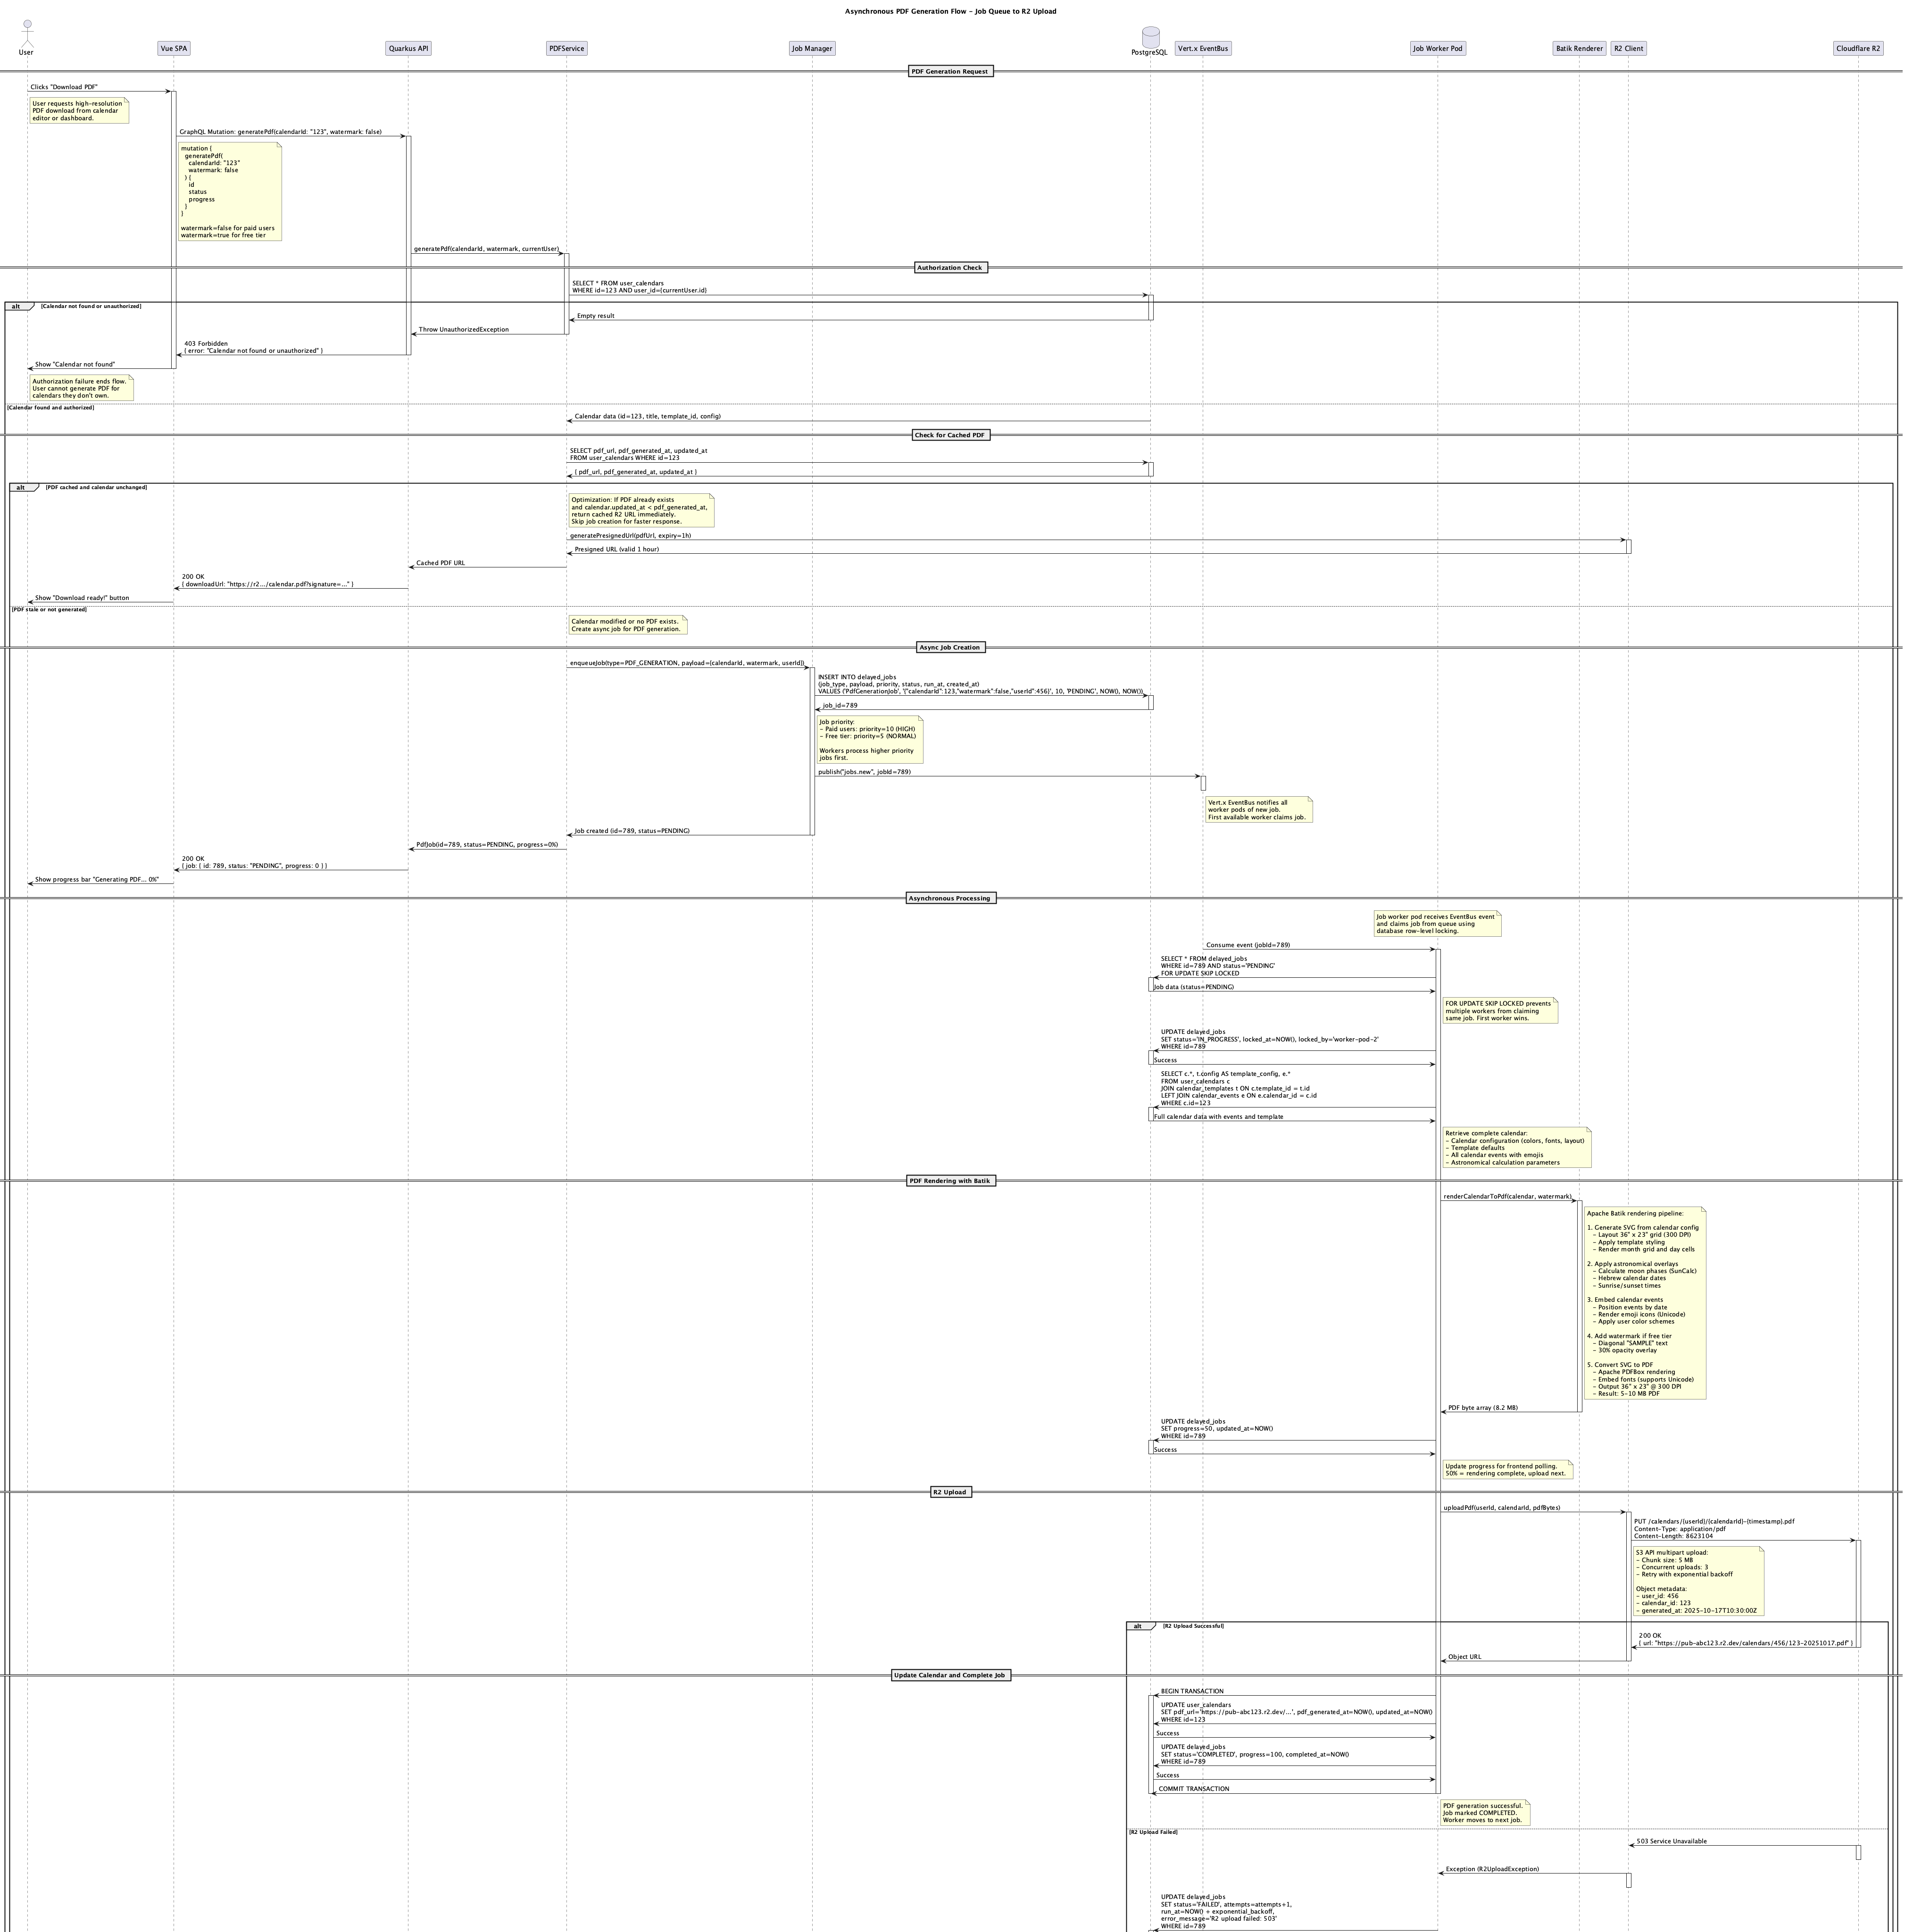 Asynchronous PDF Generation Flow - Job Queue to R2 Upload
User
Vue SPA
Quarkus API
PDFService
Job Manager
PostgreSQL
Vert.x EventBus
Job Worker Pod
Batik Renderer
R2 Client
Cloudflare R2
PDF Generation Request
Clicks "Download PDF"
User requests high-resolution
PDF download from calendar
editor or dashboard.
GraphQL Mutation: generatePdf(calendarId: "123", watermark: false)
mutation {
generatePdf(
calendarId: "123"
watermark: false
) {
id
status
progress
}
}
watermark=false for paid users
watermark=true for free tier
generatePdf(calendarId, watermark, currentUser)
Authorization Check
SELECT * FROM user_calendars
WHERE id=123 AND user_id={currentUser.id}
alt
[Calendar not found or unauthorized]
Empty result
Throw UnauthorizedException
403 Forbidden
{ error: "Calendar not found or unauthorized" }
Show "Calendar not found"
Authorization failure ends flow.
User cannot generate PDF for
calendars they don't own.
[Calendar found and authorized]
Calendar data (id=123, title, template_id, config)
Check for Cached PDF
SELECT pdf_url, pdf_generated_at, updated_at
FROM user_calendars WHERE id=123
{ pdf_url, pdf_generated_at, updated_at }
alt
[PDF cached and calendar unchanged]
Optimization: If PDF already exists
and calendar.updated_at < pdf_generated_at,
return cached R2 URL immediately.
Skip job creation for faster response.
generatePresignedUrl(pdfUrl, expiry=1h)
Presigned URL (valid 1 hour)
Cached PDF URL
200 OK
{ downloadUrl: "https://r2.../calendar.pdf?signature=..." }
Show "Download ready!" button
[PDF stale or not generated]
Calendar modified or no PDF exists.
Create async job for PDF generation.
Async Job Creation
enqueueJob(type=PDF_GENERATION, payload={calendarId, watermark, userId})
INSERT INTO delayed_jobs
(job_type, payload, priority, status, run_at, created_at)
VALUES ('PdfGenerationJob', '{"calendarId":123,"watermark":false,"userId":456}', 10, 'PENDING', NOW(), NOW())
job_id=789
Job priority:
- Paid users: priority=10 (HIGH)
- Free tier: priority=5 (NORMAL)
Workers process higher priority
jobs first.
publish("jobs.new", jobId=789)
Vert.x EventBus notifies all
worker pods of new job.
First available worker claims job.
Job created (id=789, status=PENDING)
PdfJob(id=789, status=PENDING, progress=0%)
200 OK
{ job: { id: 789, status: "PENDING", progress: 0 } }
Show progress bar "Generating PDF... 0%"
Asynchronous Processing
Job worker pod receives EventBus event
and claims job from queue using
database row-level locking.
Consume event (jobId=789)
SELECT * FROM delayed_jobs
WHERE id=789 AND status='PENDING'
FOR UPDATE SKIP LOCKED
Job data (status=PENDING)
FOR UPDATE SKIP LOCKED prevents
multiple workers from claiming
same job. First worker wins.
UPDATE delayed_jobs
SET status='IN_PROGRESS', locked_at=NOW(), locked_by='worker-pod-2'
WHERE id=789
Success
SELECT c.*, t.config AS template_config, e.*
FROM user_calendars c
JOIN calendar_templates t ON c.template_id = t.id
LEFT JOIN calendar_events e ON e.calendar_id = c.id
WHERE c.id=123
Full calendar data with events and template
Retrieve complete calendar:
- Calendar configuration (colors, fonts, layout)
- Template defaults
- All calendar events with emojis
- Astronomical calculation parameters
PDF Rendering with Batik
renderCalendarToPdf(calendar, watermark)
Apache Batik rendering pipeline:
1. Generate SVG from calendar config
- Layout 36" x 23" grid (300 DPI)
- Apply template styling
- Render month grid and day cells
2. Apply astronomical overlays
- Calculate moon phases (SunCalc)
- Hebrew calendar dates
- Sunrise/sunset times
3. Embed calendar events
- Position events by date
- Render emoji icons (Unicode)
- Apply user color schemes
4. Add watermark if free tier
- Diagonal "SAMPLE" text
- 30% opacity overlay
5. Convert SVG to PDF
- Apache PDFBox rendering
- Embed fonts (supports Unicode)
- Output 36" x 23" @ 300 DPI
- Result: 5-10 MB PDF
PDF byte array (8.2 MB)
UPDATE delayed_jobs
SET progress=50, updated_at=NOW()
WHERE id=789
Success
Update progress for frontend polling.
50% = rendering complete, upload next.
R2 Upload
uploadPdf(userId, calendarId, pdfBytes)
PUT /calendars/{userId}/{calendarId}-{timestamp}.pdf
Content-Type: application/pdf
Content-Length: 8623104
S3 API multipart upload:
- Chunk size: 5 MB
- Concurrent uploads: 3
- Retry with exponential backoff
Object metadata:
- user_id: 456
- calendar_id: 123
- generated_at: 2025-10-17T10:30:00Z
alt
[R2 Upload Successful]
200 OK
{ url: "https://pub-abc123.r2.dev/calendars/456/123-20251017.pdf" }
Object URL
Update Calendar and Complete Job
BEGIN TRANSACTION
UPDATE user_calendars
SET pdf_url='https://pub-abc123.r2.dev/...', pdf_generated_at=NOW(), updated_at=NOW()
WHERE id=123
Success
UPDATE delayed_jobs
SET status='COMPLETED', progress=100, completed_at=NOW()
WHERE id=789
Success
COMMIT TRANSACTION
PDF generation successful.
Job marked COMPLETED.
Worker moves to next job.
[R2 Upload Failed]
503 Service Unavailable
Exception (R2UploadException)
UPDATE delayed_jobs
SET status='FAILED', attempts=attempts+1,
run_at=NOW() + exponential_backoff,
error_message='R2 upload failed: 503'
WHERE id=789